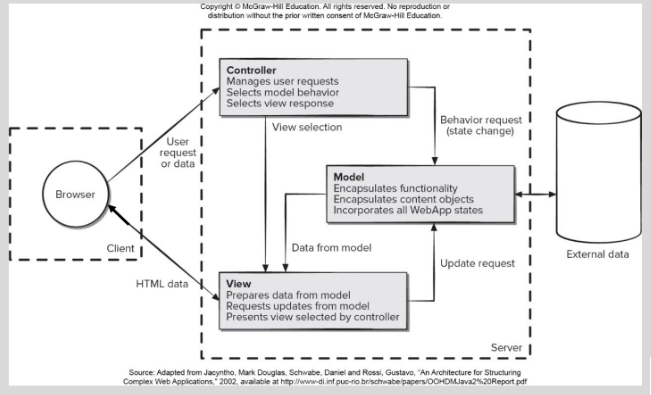 Copyright © McGraw-Hill Education. All rights reserved. No reproduction or
distribution without the prior written consent of McGraw-Hill Education.
Controller
Manages user requests
Selects model behavior
Selects view response
User
request
or data
View selection
Behavior request
(state change)
Browser
Client
Model
Encapsulates functionality
Encapsulates content objects
Incorporates all WebApp states
External data
Data from model
Update request
HTML data
View
Prepares data from model
Requests updates from model
Presents view selected by controller
Server
Source: Adapted from Jacyntho, Mark Douglas, Schwabe, Daniel and Rossi, Gustavo, "An Architecture for Structuring
Complex Web Applications," 2002, available at http://www-di.inf.puc-rio.br/schwabe/papers/OOHDMJava2%20Report.pdf